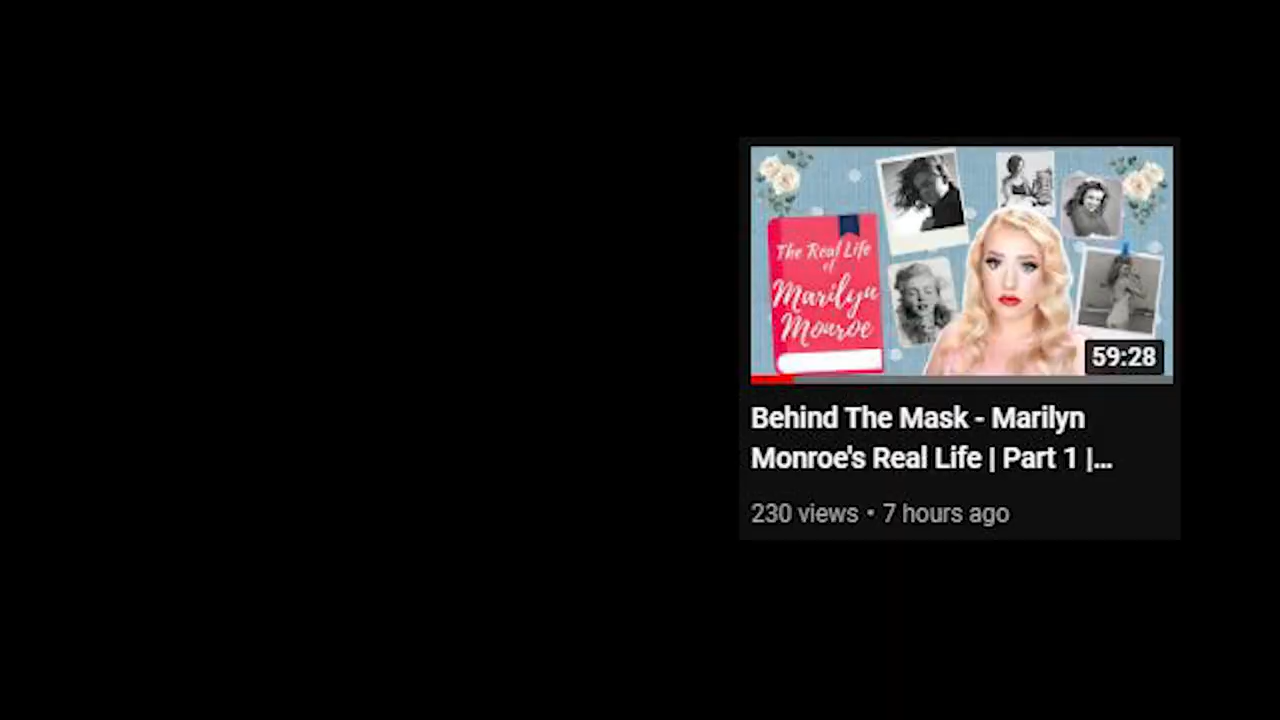 The Real Life
of
Marilyn
Monroe
59:28
Behind The Mask - Marilyn
Monroe's Real Life | Part 1 |...
230 views • 7 hours ago